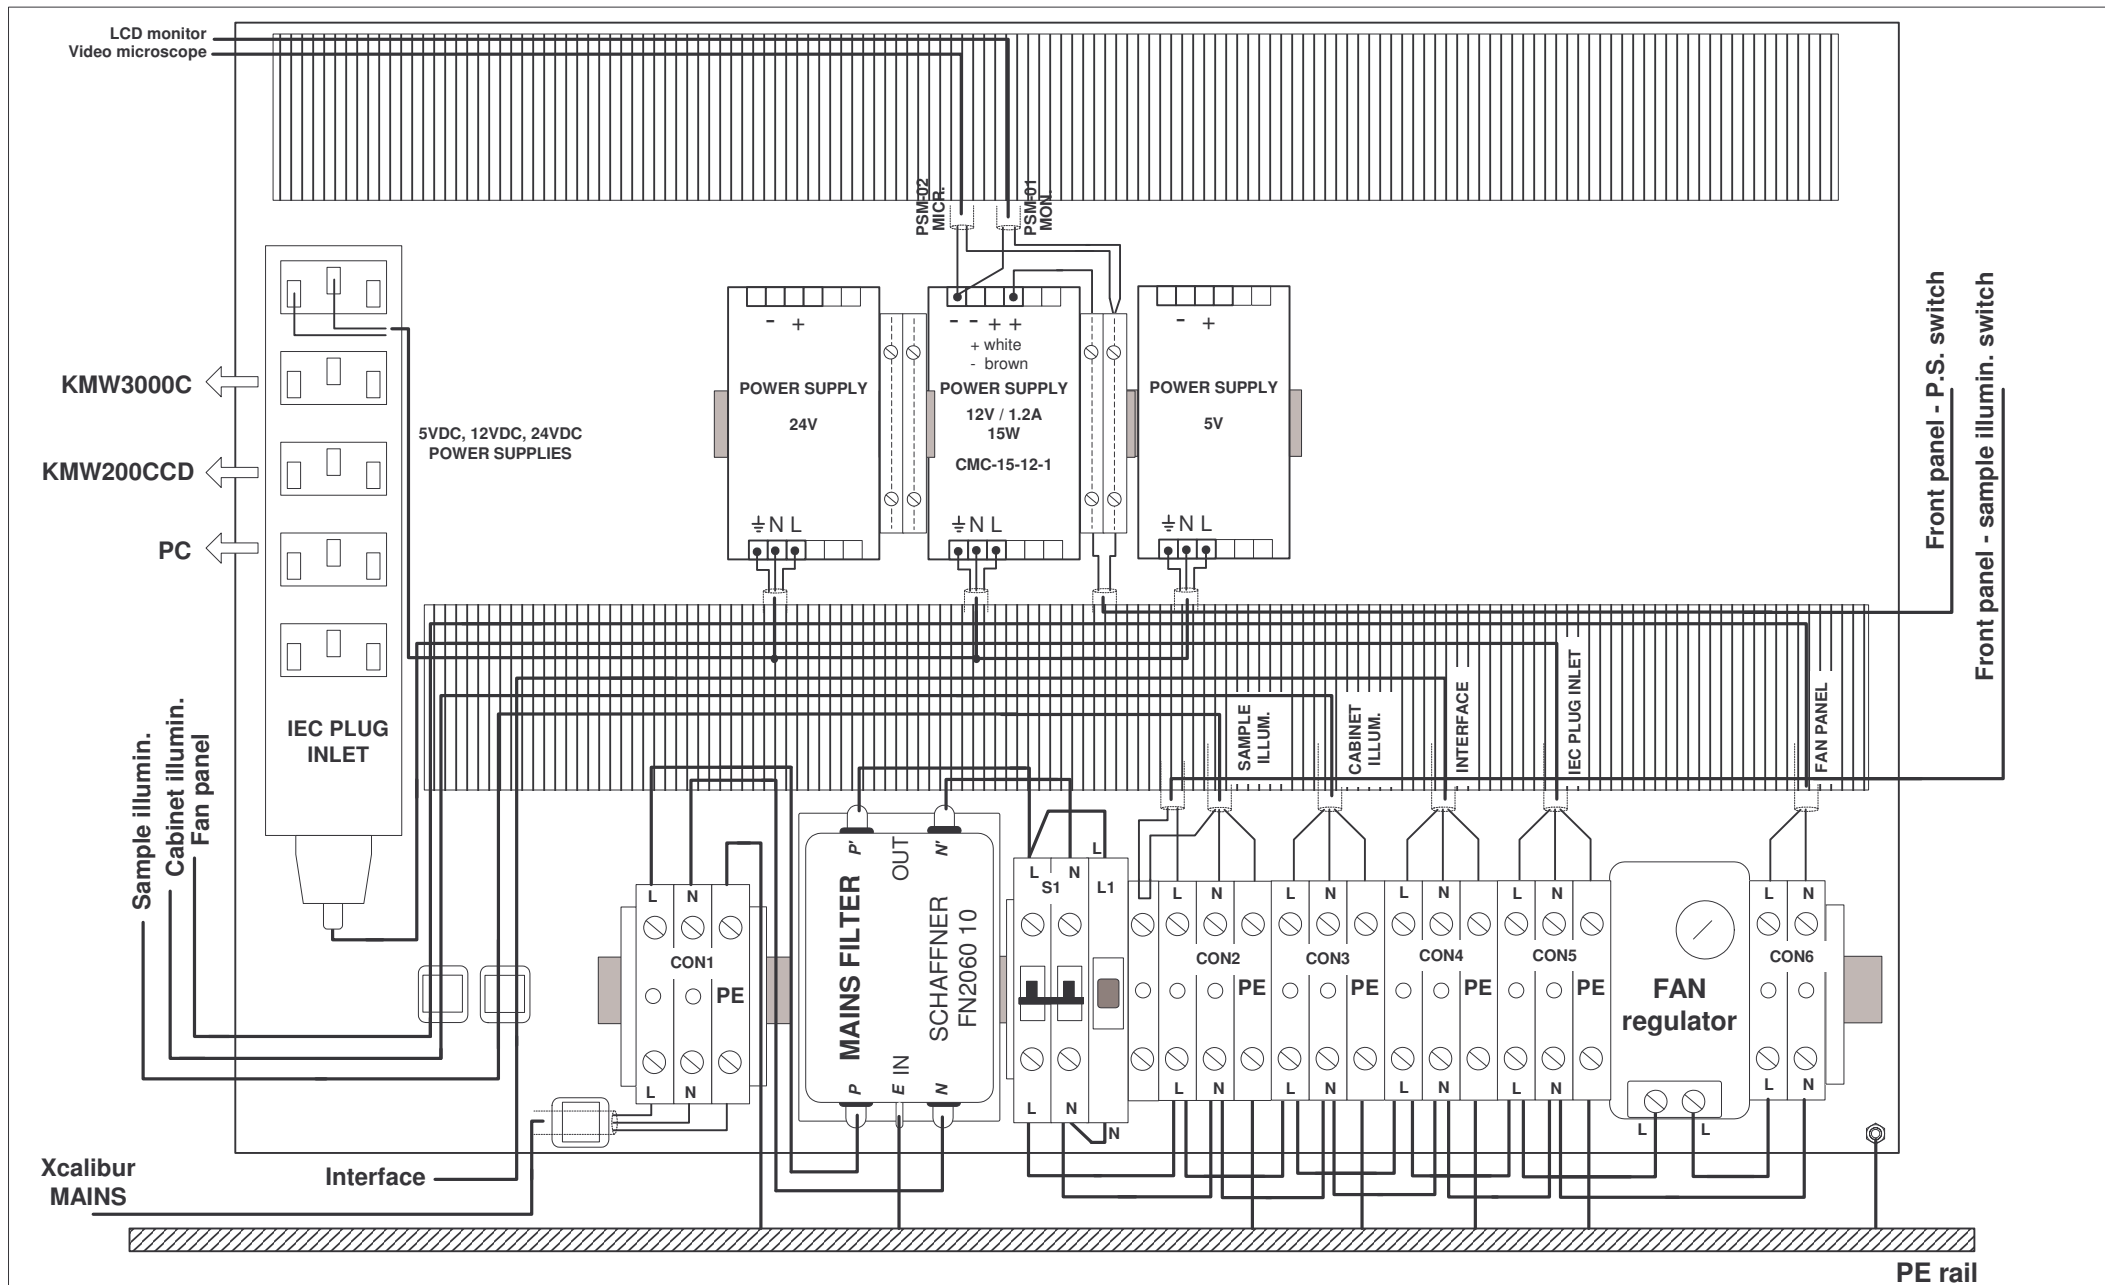 LCD monitor
Video microscope
PSM-02
MICR.
PSM-01
MON.
KMW3000C
KMW200CCD
PC
5VDC, 12VDC, 24VDC
POWER SUPPLIES
IEC PLUG
INLET
- +
POWER SUPPLY
24V
N L
- - + +
+ white
- brown
POWER SUPPLY
12V / 1.2A
15W
CMC-15-12-1
N L
- +
POWER SUPPLY
5V
N L
Front panel - P.S. switch
Front panel - sample illumin. switch
Sample illumin.
Cabinet illumin.
Fan panel
SAMPLE
ILLUM.
CABINET
ILLUM.
INTERFACE
IEC PLUG INLET
FAN PANEL
L N
CON1
PE
L N
P' OUT N'
MAINS FILTER
SCHAFFNER
FN2060 10
P E IN N
L
L N
S1 L1
L N
N
L N
CON2
PE
L N
L N
CON3
PE
L N
L N
CON4
PE
L N
L N
CON5
PE
L N
FAN
regulator
L L
L N
CON6
L N
Xcalibur
MAINS
Interface
PE rail